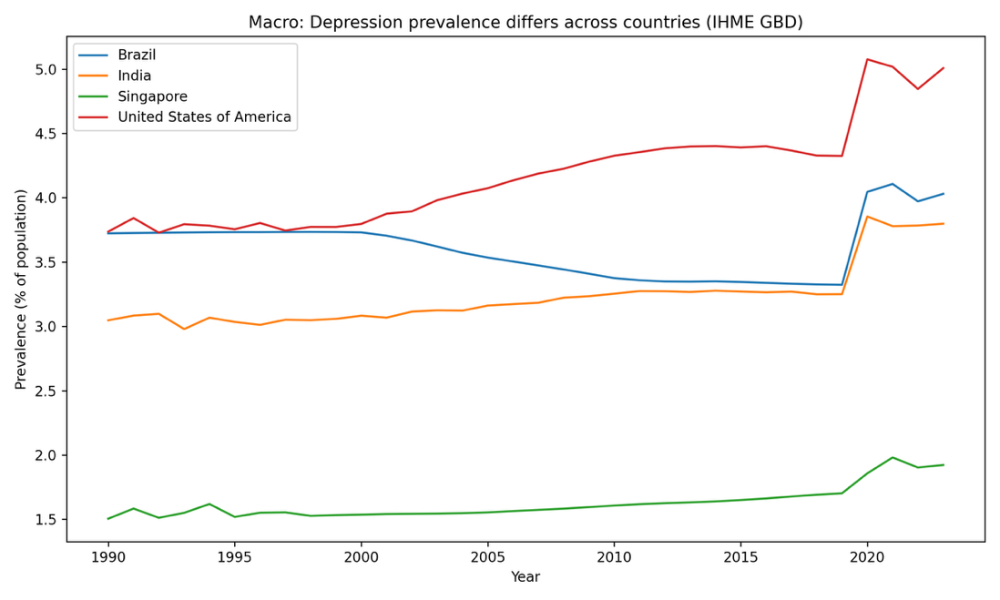 Macro: Depression prevalence differs across countries (IHME GBD)
Brazil
India
Singapore
United States of America
Prevalence (% of population)
5.0
4.5
4.0
3.5
3.0
2.5
2.0
1.5
1990
1995
2000
2005
2010
2015
2020
Year